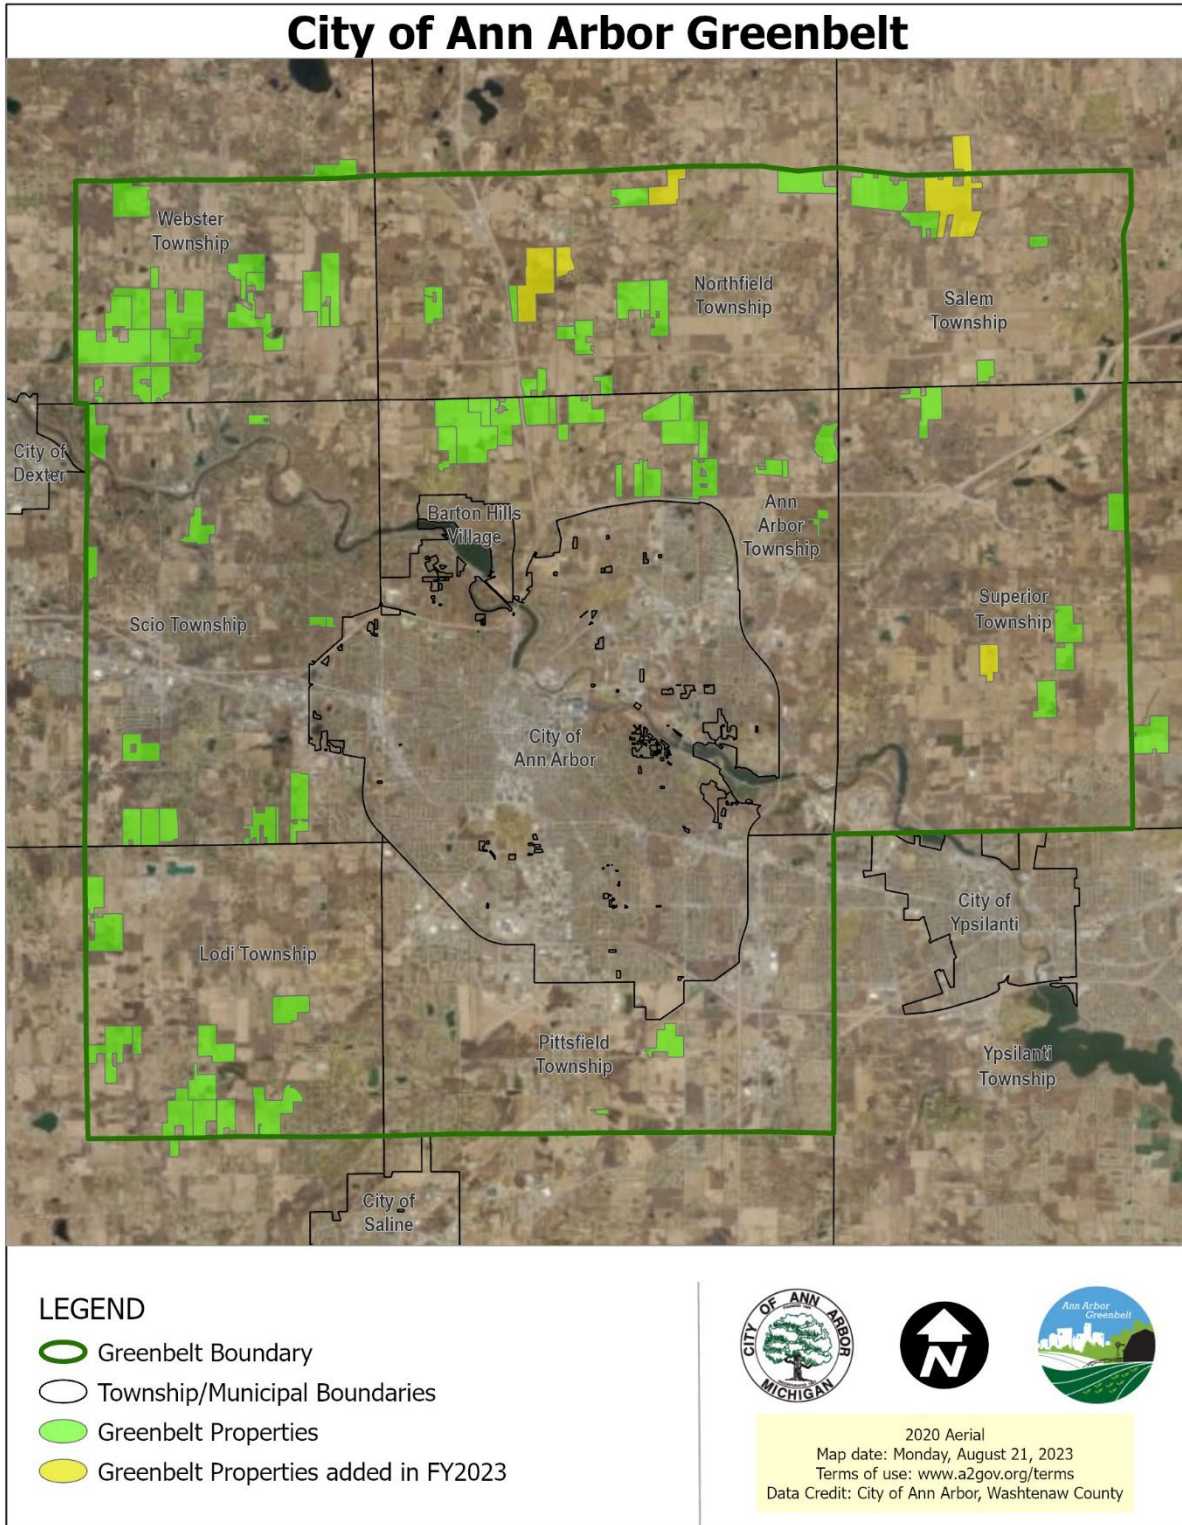 City of Ann Arbor Greenbelt
Webster
Township
Northfield
Township
Salem
Township
City of
Dexter
Barton Hills
Village
Ann
Arbor
Township
Scio Township
Superior
Township
City of
Ann Arbor
City of
Ypsilanti
Lodi Township
Pittsfield
Township
Ypsilanti
Township
City of
Saline
LEGEND
Greenbelt Boundary
Township/Municipal Boundaries
Greenbelt Properties
Greenbelt Properties added in FY2023
CITY OF ANN ARBOR
MICHIGAN
N
Ann Arbor
Greenbelt
2020 Aerial
Map date: Monday, August 21, 2023
Terms of use: www.a2gov.org/terms
Data Credit: City of Ann Arbor, Washtenaw County